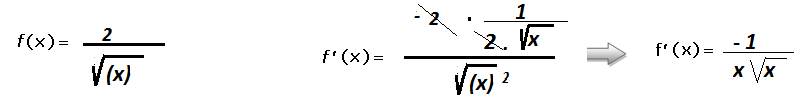 f(x) = 2 / √(x)
f'(x) = (-2 · 1 / (2 . √x)) / √(x) ²
f'(x) = -1 / (x √x)